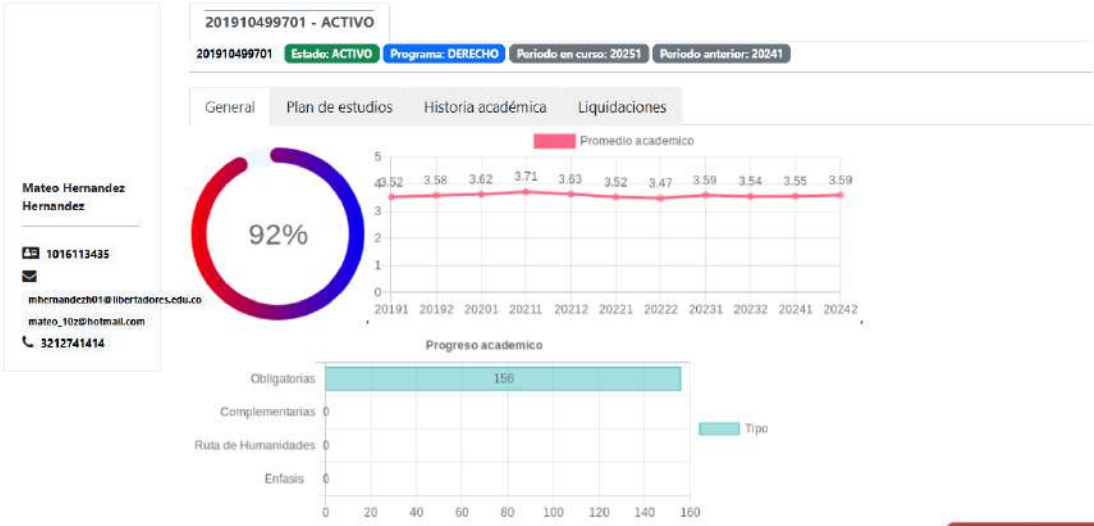 201910499701 - ACTIVO
201910499701 Estado: ACTIVO Programa: DERECHO Periodo en curso: 20251 Periodo anterior: 20241
General Plan de estudios Historia académica Liquidaciones
Mateo Hernandez
Hernandez
1016113435
mhernandezh01@libertadores.edu.co
mateo_10z@hotmail.com
3212741414
92%
Promedio academico
5
4
3
2
1
0
3.52 3.58 3.62 3.71 3.63 3.52 3.47 3.59 3.54 3.55 3.59
20191 20192 20201 20211 20212 20221 20222 20231 20232 20241 20242
Progreso academico
Obligatorias 156
Complementarias 0
Ruta de Humanidades 0
Enfasis 0
Tipo
0 20 40 60 80 100 120 140 160